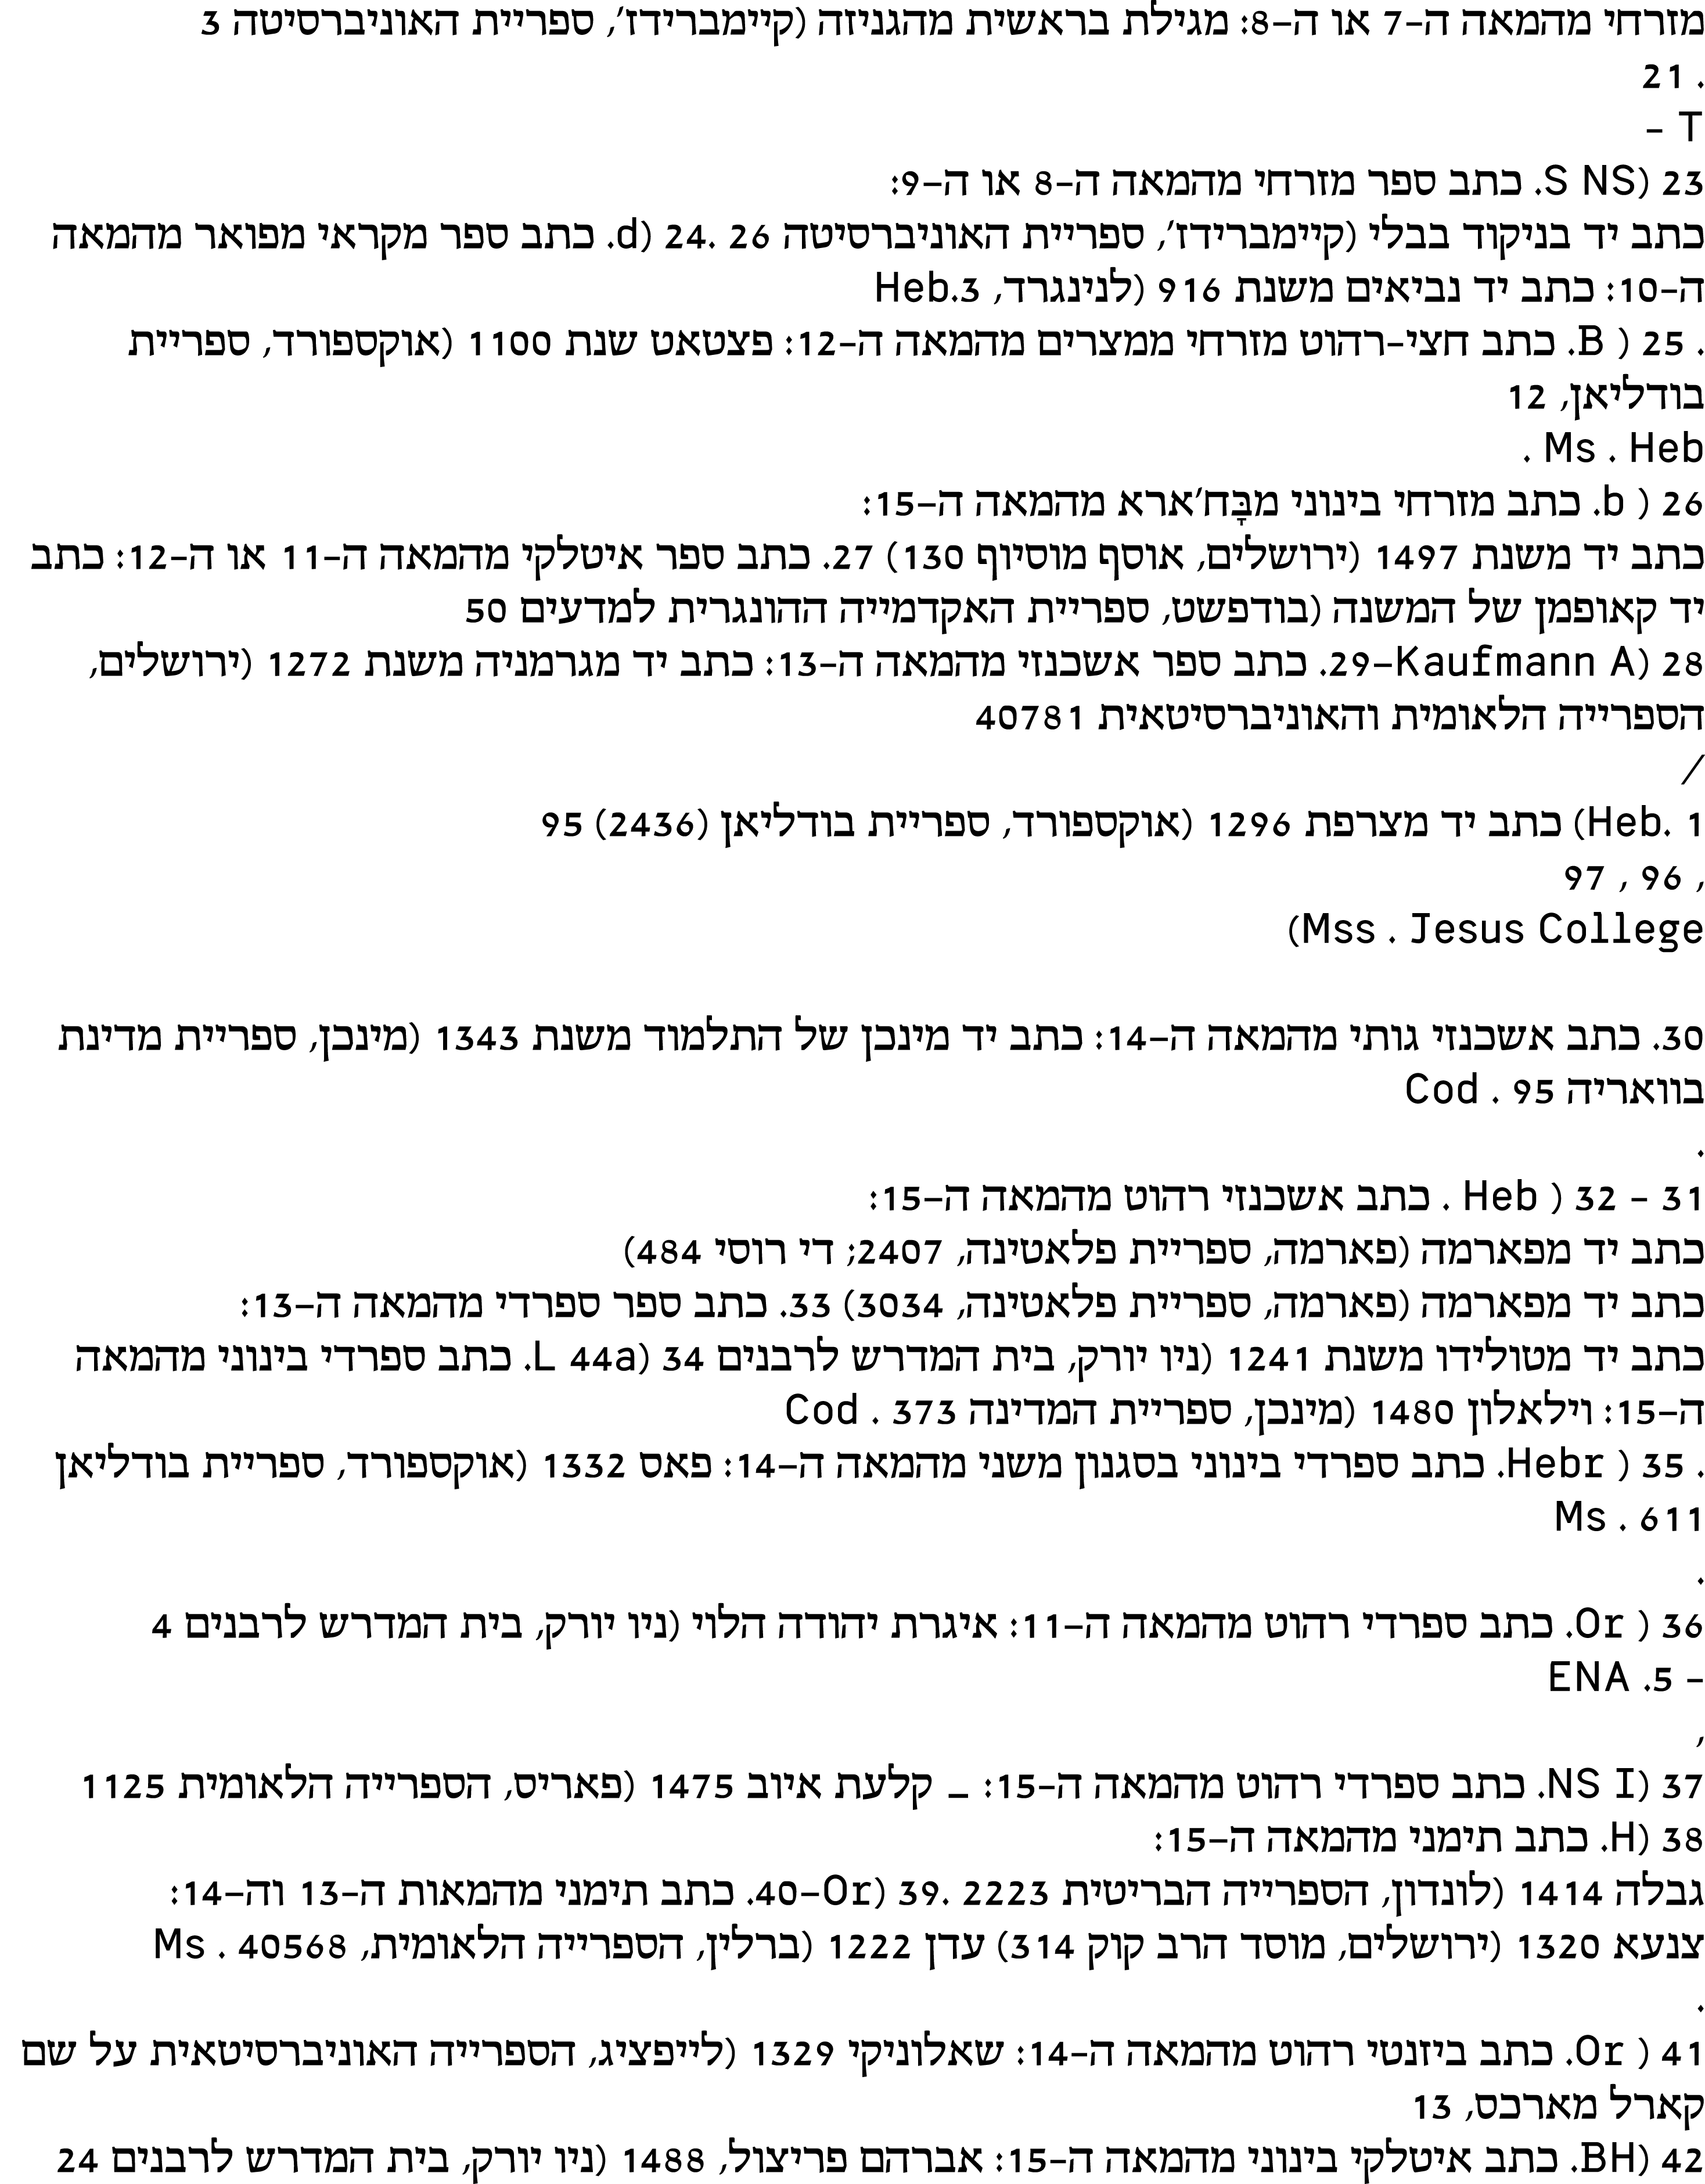 מזרחי מהמאה ה-7 או ה-8: מגילת בראשית מהגניזה (קיימברידז', ספריית האוניברסיטה 3
. 21
T -
23 (S NS. כתב ספר מזרחי מהמאה ה-8 או ה-9:
כתב יד בניקוד בבלי (קיימברידז', ספריית האוניברסיטה 26 .24 (d. כתב ספר מקראי מפואר מהמאה
ה-10: כתב יד נביאים משנת 916 (לנינגרד, Heb.3
. 25 ( B. כתב חצי-רהוט מזרחי ממצרים מהמאה ה-12: פצטאט שנת 1100 (אוקספורד, ספריית
בודליאן, 12
Ms . Heb .
26 ( b. כתב מזרחי בינוני מבָּח'ארא מהמאה ה-15:
כתב יד משנת 1497 (ירושלים, אוסף מוסיוף 130) 27. כתב ספר איטלקי מהמאה ה-11 או ה-12: כתב
יד קאופמן של המשנה (בודפשט, ספריית האקדמייה ההונגרית למדעים 50
28 (Kaufmann A-29. כתב ספר אשכנזי מהמאה ה-13: כתב יד מגרמניה משנת 1272 (ירושלים,
הספרייה הלאומית והאוניברסיטאית 40781
/
1 .Heb) כתב יד מצרפת 1296 (אוקספורד, ספריית בודליאן (2436) 95
, 96 , 97
Mss . Jesus College)
30. כתב אשכנזי גותי מהמאה ה-14: כתב יד מינכן של התלמוד משנת 1343 (מינכן, ספריית מדינת
בוואריה 95 . Cod
.
31 - 32 ( Heb . כתב אשכנזי רהוט מהמאה ה-15:
כתב יד מפארמה (פארמה, ספריית פלאטינה, 2407; די רוסי 484)
כתב יד מפארמה (פארמה, ספריית פלאטינה, 3034) 33. כתב ספר ספרדי מהמאה ה-13:
כתב יד מטולידו משנת 1241 (ניו יורק, בית המדרש לרבנים 34 (L 44a. כתב ספרדי בינוני מהמאה
ה-15: וילאלון 1480 (מינכן, ספריית המדינה 373 . Cod
. 35 ( Hebr. כתב ספרדי בינוני בסגנון משני מהמאה ה-14: פאס 1332 (אוקספורד, ספריית בודליאן
611 . Ms
.
36 ( Or. כתב ספרדי רהוט מהמאה ה-11: איגרת יהודה הלוי (ניו יורק, בית המדרש לרבנים 4
- 5. ENA
,
37 (NS I. כתב ספרדי רהוט מהמאה ה-15: _ קלעת איוב 1475 (פאריס, הספרייה הלאומית 1125
38 (H. כתב תימני מהמאה ה-15:
גבלה 1414 (לונדון, הספרייה הבריטית 2223 .39 (Or-40. כתב תימני מהמאות ה-13 וה-14:
צנעא 1320 (ירושלים, מוסד הרב קוק 314) עדן 1222 (ברלין, הספרייה הלאומית, 40568 . Ms
.
41 ( Or. כתב ביזנטי רהוט מהמאה ה-14: שאלוניקי 1329 (לייפציג, הספרייה האוניברסיטאית על שם
קארל מארכס, 13
42 (BH. כתב איטלקי בינוני מהמאה ה-15: אברהם פריצול, 1488 (ניו יורק, בית המדרש לרבנים 24